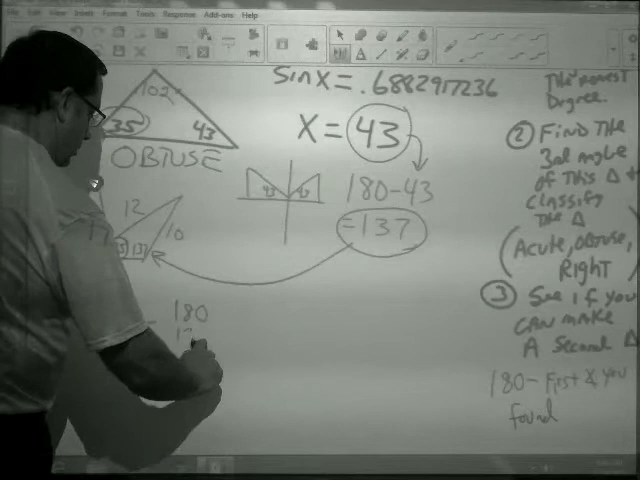 File Edit View Insert Format Tools Response Add-ons Help
sin x = .6882917236
The nearest
Degree.
102
35
43
OBTUSE
x = 43
43
180-43
=137
② FIND THE
3rd angle
of This Δ +
classify
THE Δ
(Acute, obtuse,
RIGHT)
12
10
137
③ See if you
CAN MAKE
A Second Δ
180
180- First ∠ you
found